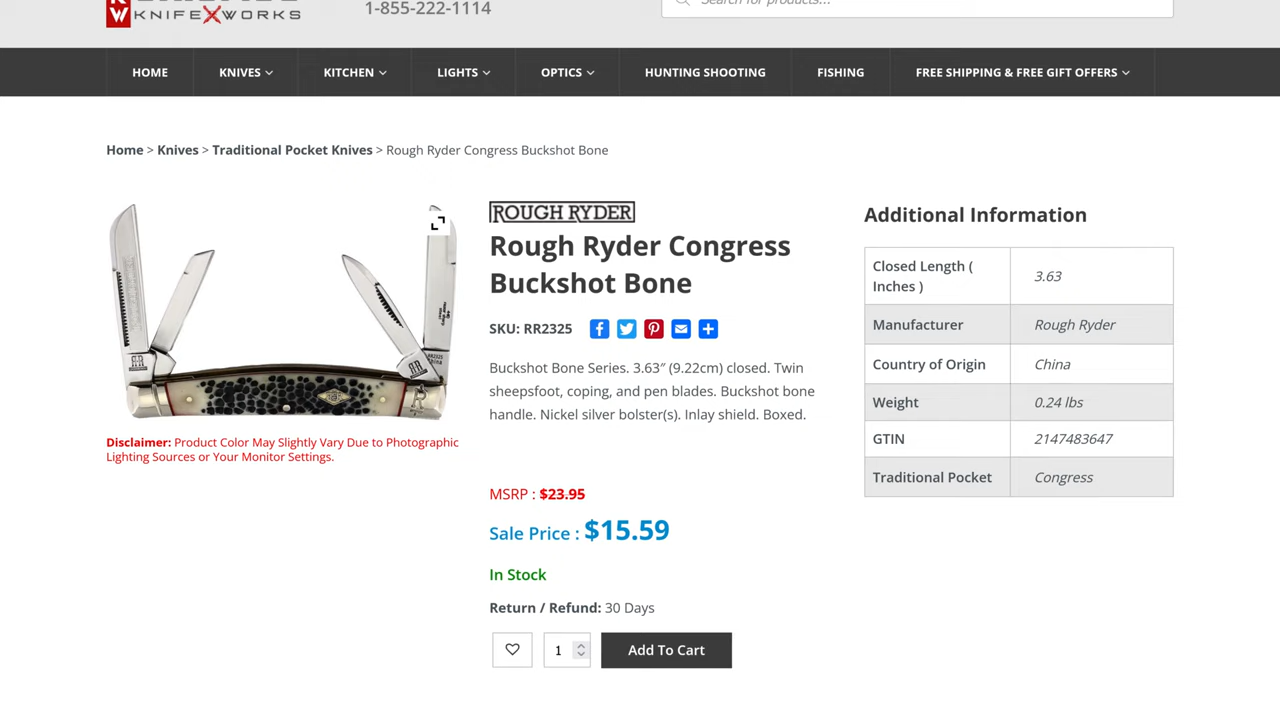 KNIFE WORKS
1-855-222-1114
Search for products...
HOME
KNIVES
KITCHEN
LIGHTS
OPTICS
HUNTING SHOOTING
FISHING
FREE SHIPPING & FREE GIFT OFFERS
Home > Knives > Traditional Pocket Knives > Rough Ryder Congress Buckshot Bone
ROUGH RYDER
Rough Ryder Congress
Buckshot Bone
SKU: RR2325
Buckshot Bone Series. 3.63″ (9.22cm) closed. Twin
sheepsfoot, coping, and pen blades. Buckshot bone
handle. Nickel silver bolster(s). Inlay shield. Boxed.
Disclaimer: Product Color May Slightly Vary Due to Photographic
Lighting Sources or Your Monitor Settings.
MSRP : $23.95
Sale Price : $15.59
In Stock
Return / Refund: 30 Days
1
Add To Cart
Additional Information
Closed Length (
Inches )
3.63
Manufacturer
Rough Ryder
Country of Origin
China
Weight
0.24 lbs
GTIN
2147483647
Traditional Pocket
Congress